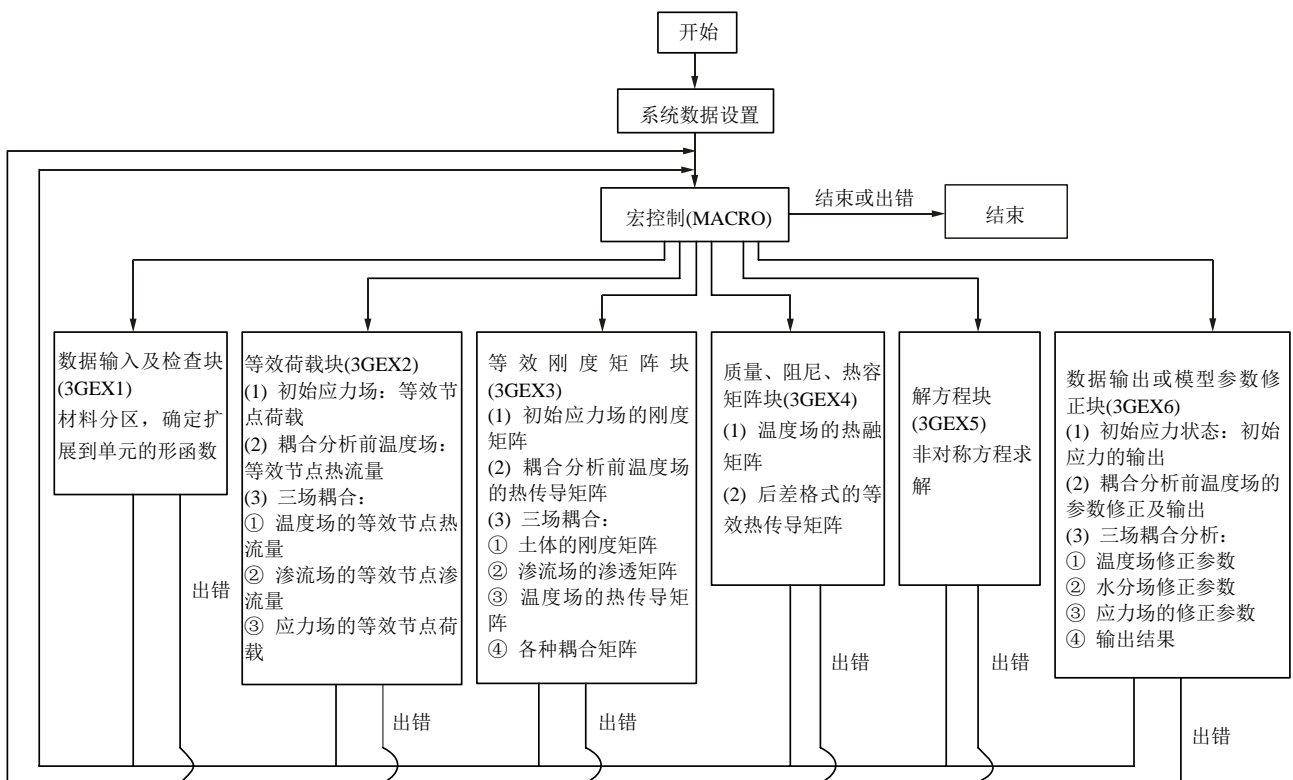 开始
系统数据设置
宏控制(MACRO)
结束或出错
结束
数据输入及检查块
(3GEX1)
材料分区，确定扩
展到单元的形函数
出错
等效荷载块(3GEX2)
(1) 初始应力场：等效节
点荷载
(2) 耦合分析前温度场：
等效节点热流量
(3) 三场耦合：
① 温度场的等效节点热
流量
② 渗流场的等效节点渗
流量
③ 应力场的等效节点荷
载
出错
等效刚度矩阵块
(3GEX3)
(1) 初始应力场的刚度
矩阵
(2) 耦合分析前温度场
的热传导矩阵
(3) 三场耦合：
① 土体的刚度矩阵
② 渗流场的渗透矩阵
③ 温度场的热传导矩
阵
④ 各种耦合矩阵
出错
质量、阻尼、热容
矩阵块(3GEX4)
(1) 温度场的热融
矩阵
(2) 后差格式的等
效热传导矩阵
出错
解方程块
(3GEX5)
非对称方程求
解
出错
数据输出或模型参数修
正块(3GEX6)
(1) 初始应力状态：初始
应力的输出
(2) 耦合分析前温度场的
参数修正及输出
(3) 三场耦合分析：
① 温度场修正参数
② 水分场修正参数
③ 应力场的修正参数
④ 输出结果
出错